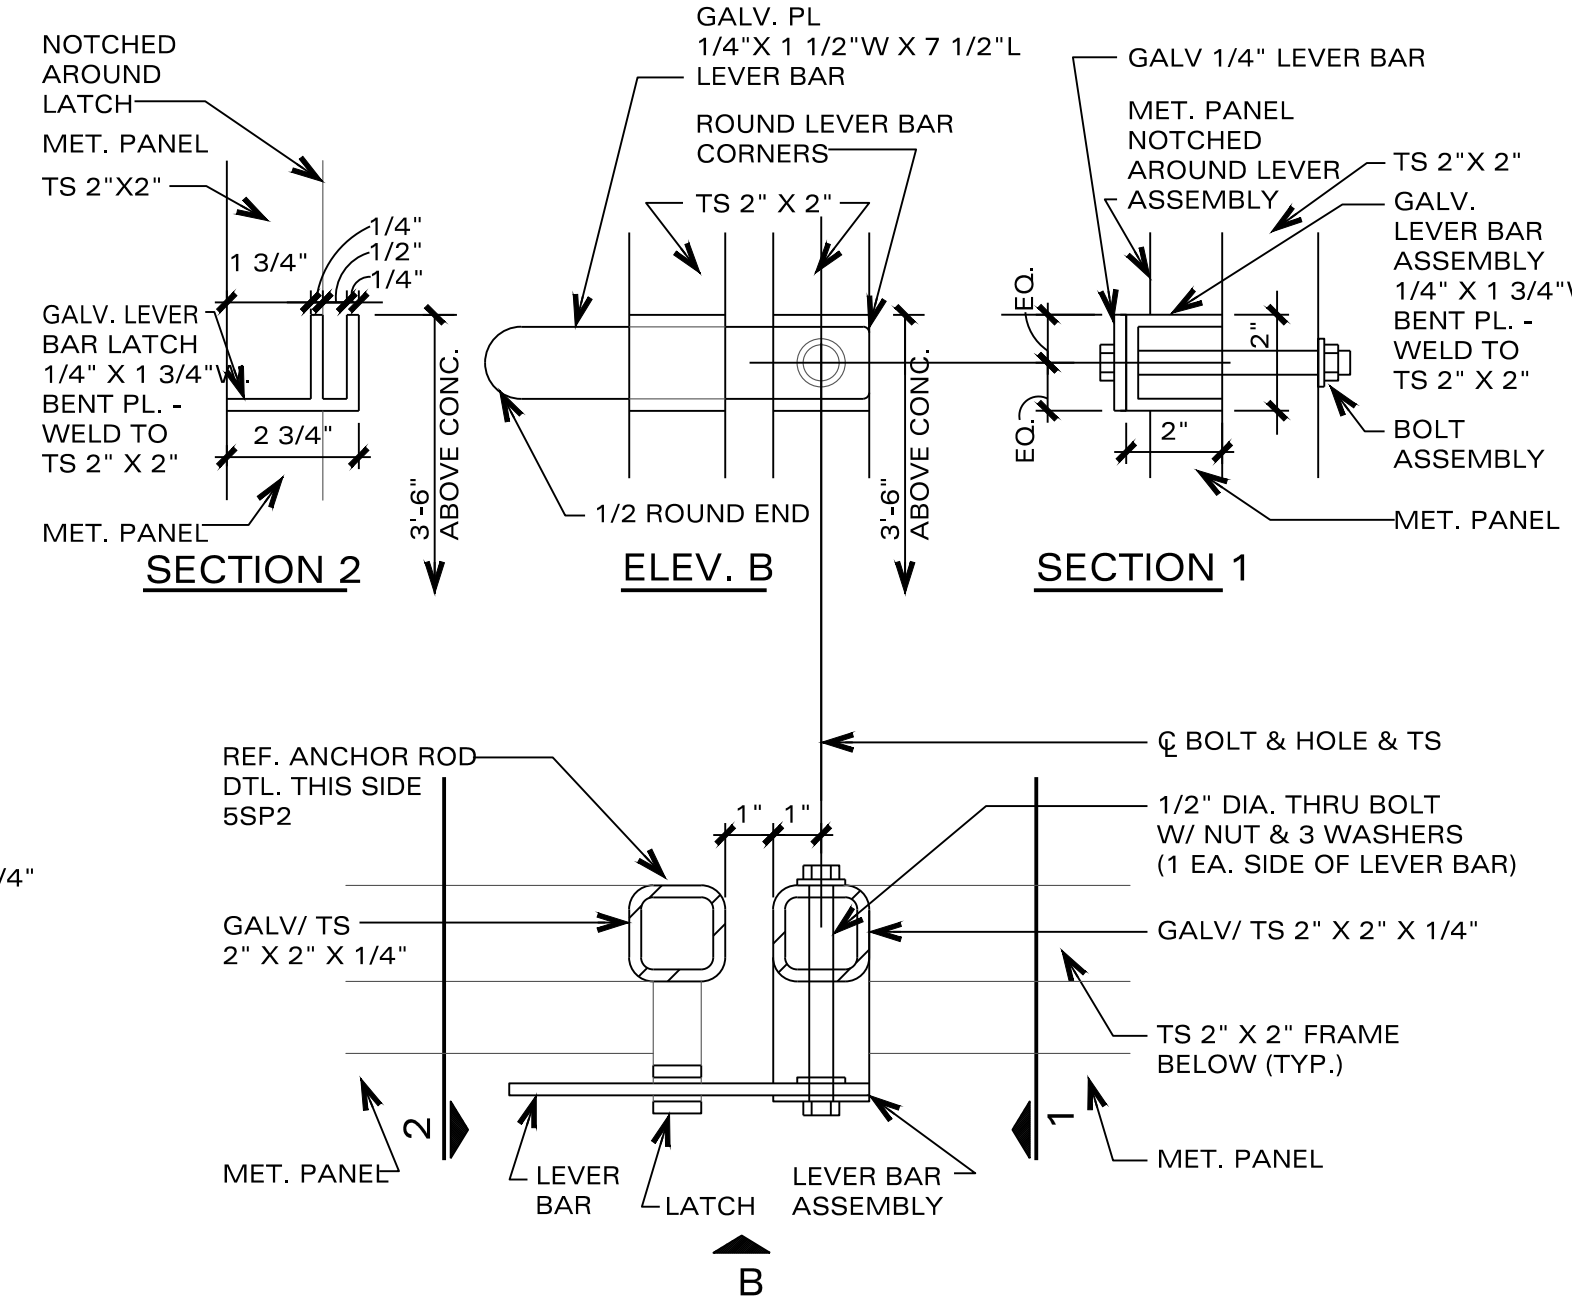 NOTCHED
AROUND
LATCH
MET. PANEL
TS 2"X2"
1/4"
1/2"
1/4"
1 3/4"
GALV. LEVER
BAR LATCH
1/4" X 1 3/4"W.
BENT PL. -
WELD TO
TS 2" X 2"
2 3/4"
MET. PANEL
3'-6"
ABOVE CONC.
SECTION 2
GALV. PL
1/4"X 1 1/2"W X 7 1/2"L
LEVER BAR
ROUND LEVER BAR
CORNERS
TS 2" X 2"
1/2 ROUND END
3'-6"
ABOVE CONC.
ELEV. B
GALV 1/4" LEVER BAR
MET. PANEL
NOTCHED
AROUND LEVER
ASSEMBLY
TS 2"X 2"
GALV.
LEVER BAR
ASSEMBLY
1/4" X 1 3/4"W
BENT PL. -
WELD TO
TS 2" X 2"
EQ.
EQ.
2"
2"
BOLT
ASSEMBLY
MET. PANEL
SECTION 1
REF. ANCHOR ROD
DTL. THIS SIDE
5SP2
1" 1"
℄ BOLT & HOLE & TS
1/2" DIA. THRU BOLT
W/ NUT & 3 WASHERS
(1 EA. SIDE OF LEVER BAR)
/4"
GALV/ TS
2" X 2" X 1/4"
GALV/ TS 2" X 2" X 1/4"
TS 2" X 2" FRAME
BELOW (TYP.)
2
1
MET. PANEL
LEVER
BAR
LATCH
LEVER BAR
ASSEMBLY
MET. PANEL
B